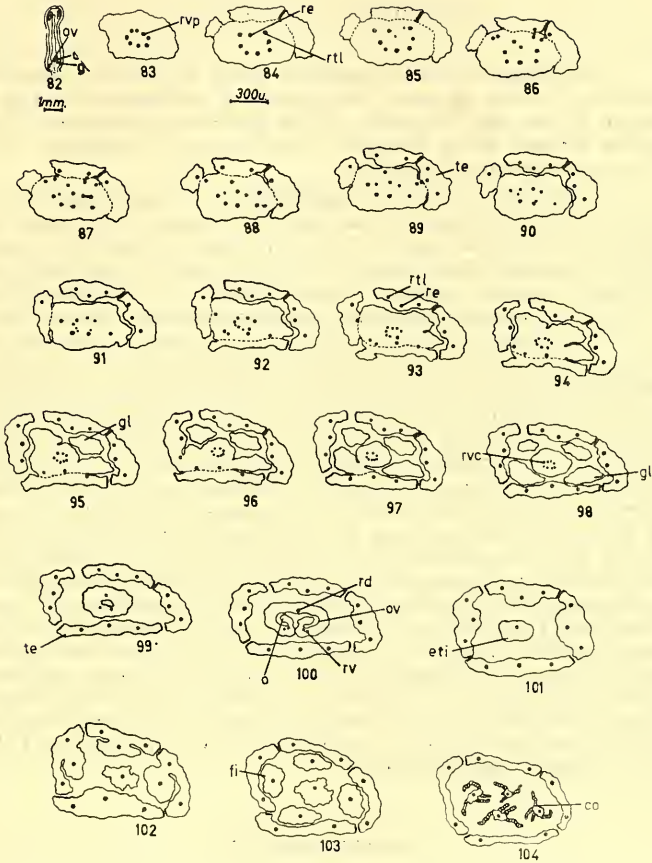 ov
o
82
1mm.
rvp
83
re
rtl
84
300u.
85
86
87
88
te
89
90
91
92
rtl
re
93
94
gl
95
96
97
rvc
gl
98
te
99
rd
ov
o
rv
100
eti
101
102
fi
103
co
104